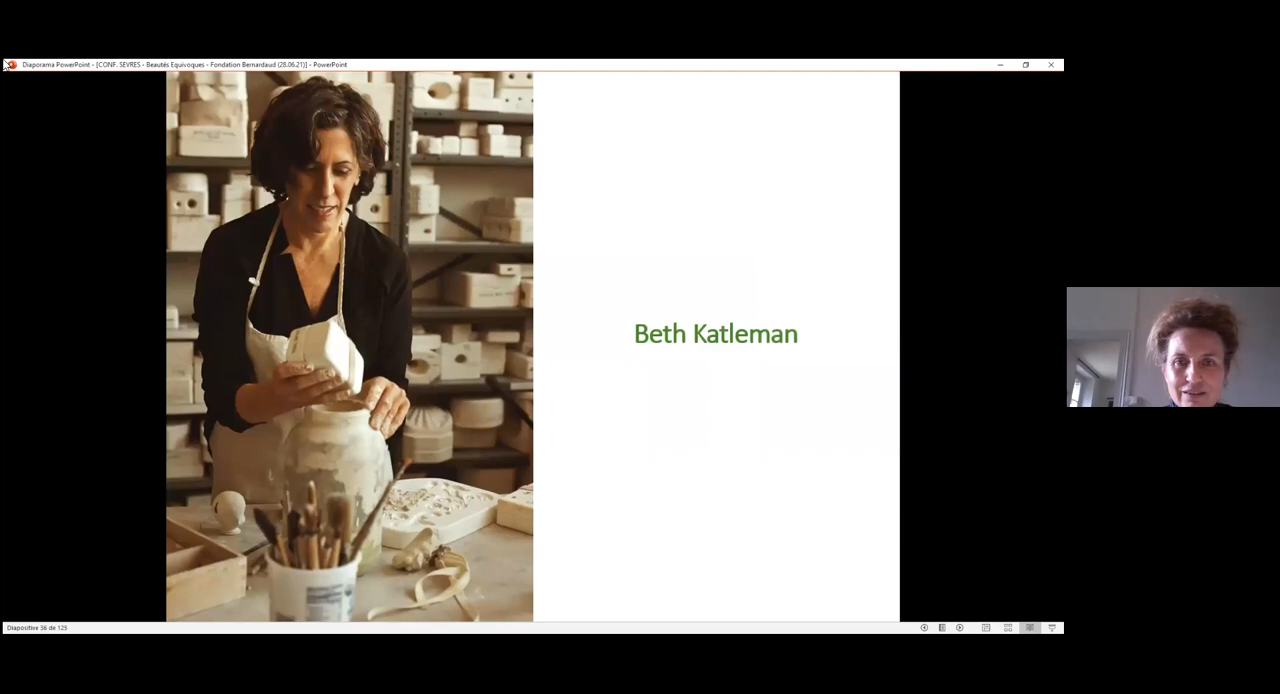 Diaporama PowerPoint - [CONF. SEVRES - Beautés Equivoques - Fondation Bernardaud (28.06.21)] - PowerPoint
Beth Katleman
Diapositive 36 de 125